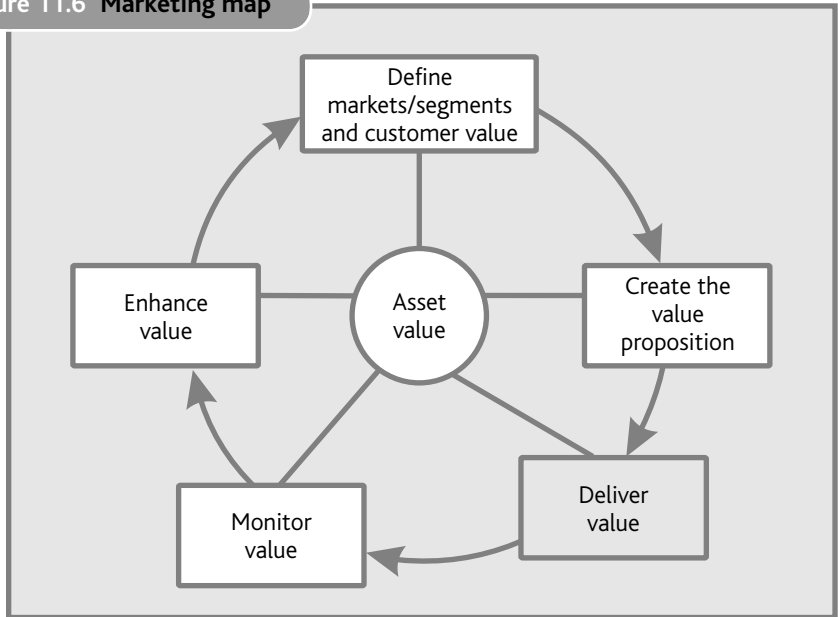 11.6 Marketing map
Define
markets/segments
and customer value
Enhance
value
Asset
value
Create the
value
proposition
Monitor
value
Deliver
value